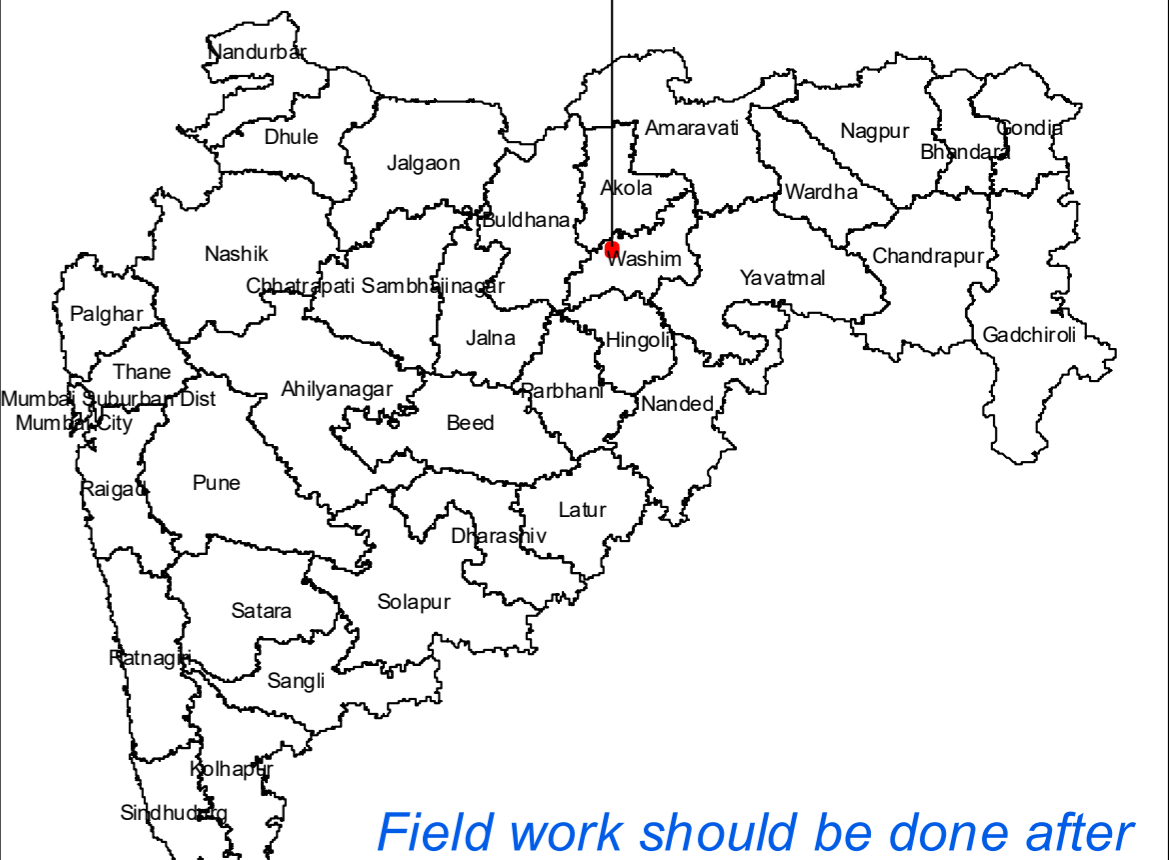 Nandurbar
Dhule
Jalgaon
Amaravati
Nagpur
Gondia
Bhandara
Akola
Wardha
Buldhana
Nashik
Washim
Chandrapur
Yavatmal
Chhatrapati Sambhajinagar
Palghar
Jalna
Hingoli
Gadchiroli
Thane
Ahilyanagar
Parbhani
Mumbai Suburban Dist
Nanded
Mumbai City
Beed
Raigad
Pune
Latur
Dharashiv
Satara
Solapur
Ratnagiri
Sangli
Kolhapur
Sindhudurg
Field work should be done after